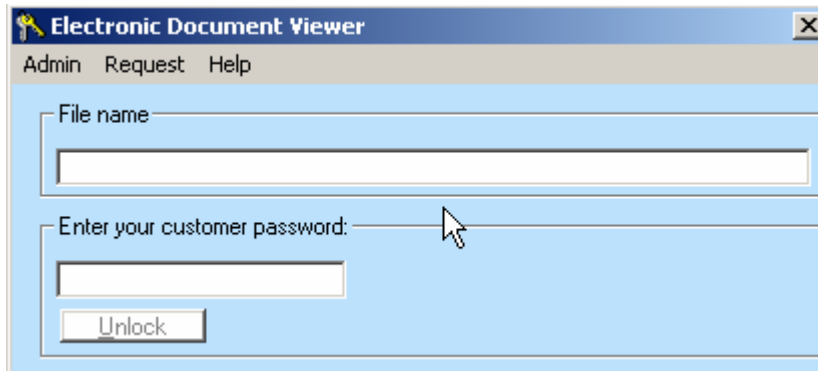 Electronic Document Viewer
Admin Request Help
File name
Enter your customer password:
Unlock